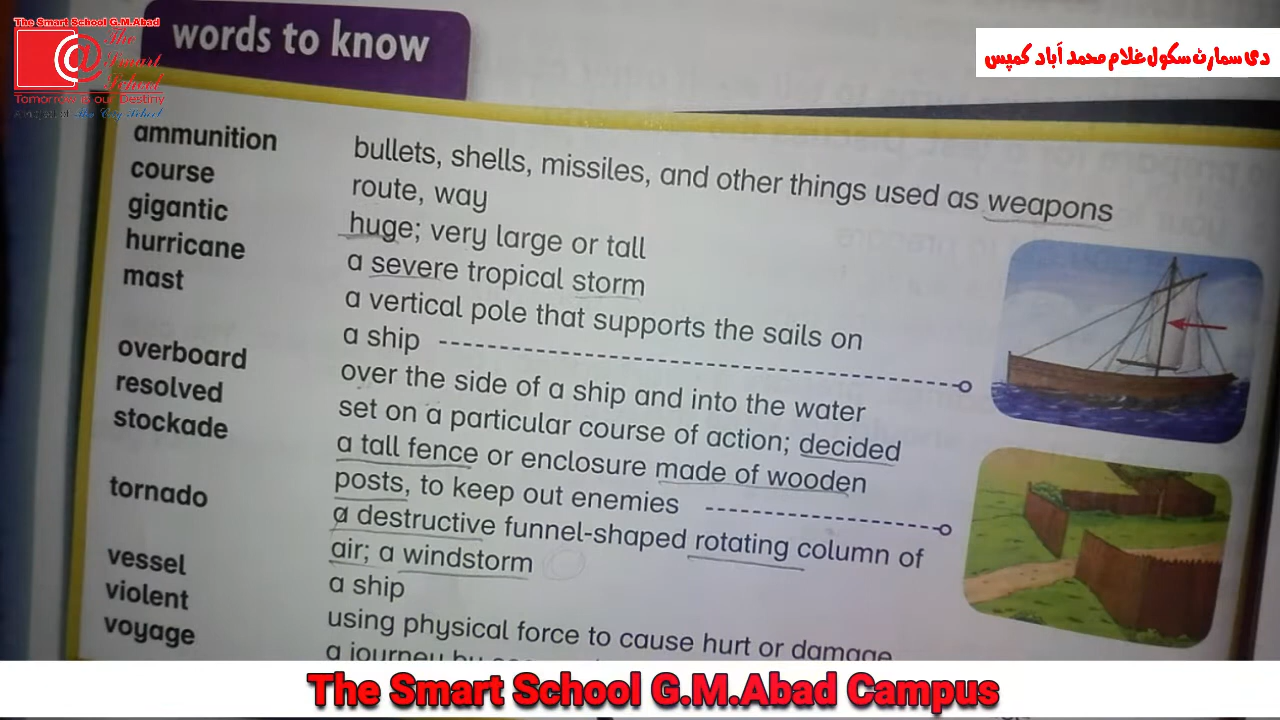 The Smart School G.M.Abad
The
Smart
School
Tomorrow is our Destiny
دی سمارٹ سکول غلام محمد آباد کمپس
words to know
ammunition bullets, shells, missiles, and other things used as weapons
course route, way
gigantic huge; very large or tall
hurricane a severe tropical storm
mast a vertical pole that supports the sails on
a ship
overboard over the side of a ship and into the water
resolved set on a particular course of action; decided
stockade a tall fence or enclosure made of wooden
posts, to keep out enemies
tornado a destructive funnel-shaped rotating column of
air; a windstorm
vessel a ship
violent using physical force to cause hurt or damage
voyage a journey by
The Smart School G.M.Abad Campus